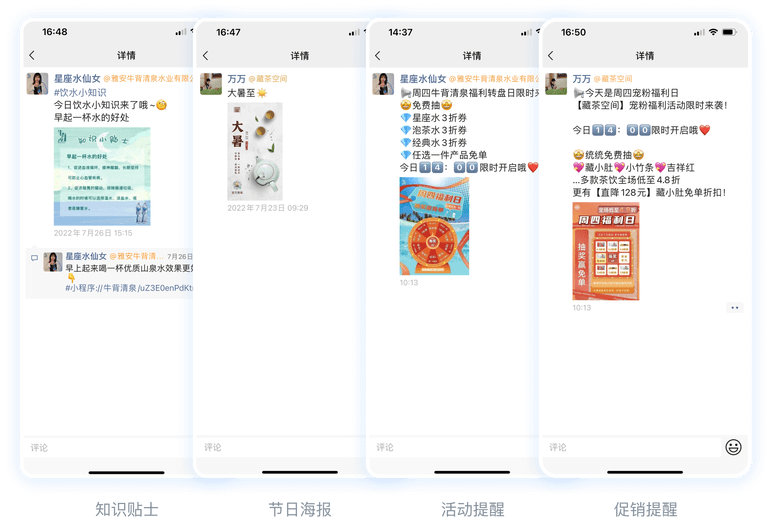 16:48
详情
星座水仙女 @雅安牛背清泉水业有限公
#饮水小知识
今日饮水小知识来了哦~
早起一杯水的好处
知识小贴士
早起一杯水的好处
2022年7月26日 15:15
星座水仙女 @雅安牛背清... 7月26日
早上起来喝一杯优质山泉水效果更好
#小程序://牛背清泉/uZ3E0enPdKt
评论
16:47
详情
万万 @藏茶空间
大暑至
大暑
2022年7月23日 09:29
评论
14:37
详情
星座水仙女 @雅安牛背清泉水业有限公
周四牛背清泉福利转盘日限时来
免费抽
星座水3折券
泡茶水3折券
经典水3折券
任选一件产品免单
今日14:00限时开启哦
周四福利日
10:13
评论
16:50
详情
万万 @藏茶空间
今天是周四宠粉福利日
【藏茶空间】宠粉福利活动限时来袭!
今日14:00限时开启哦
统统免费抽
藏小肚 小竹条 吉祥红
...多款茶饮全场低至4.8折
更有【直降128元】藏小肚免单折扣!
周四福利日
抽奖赢免单
10:13
评论
知识贴士
节日海报
活动提醒
促销提醒